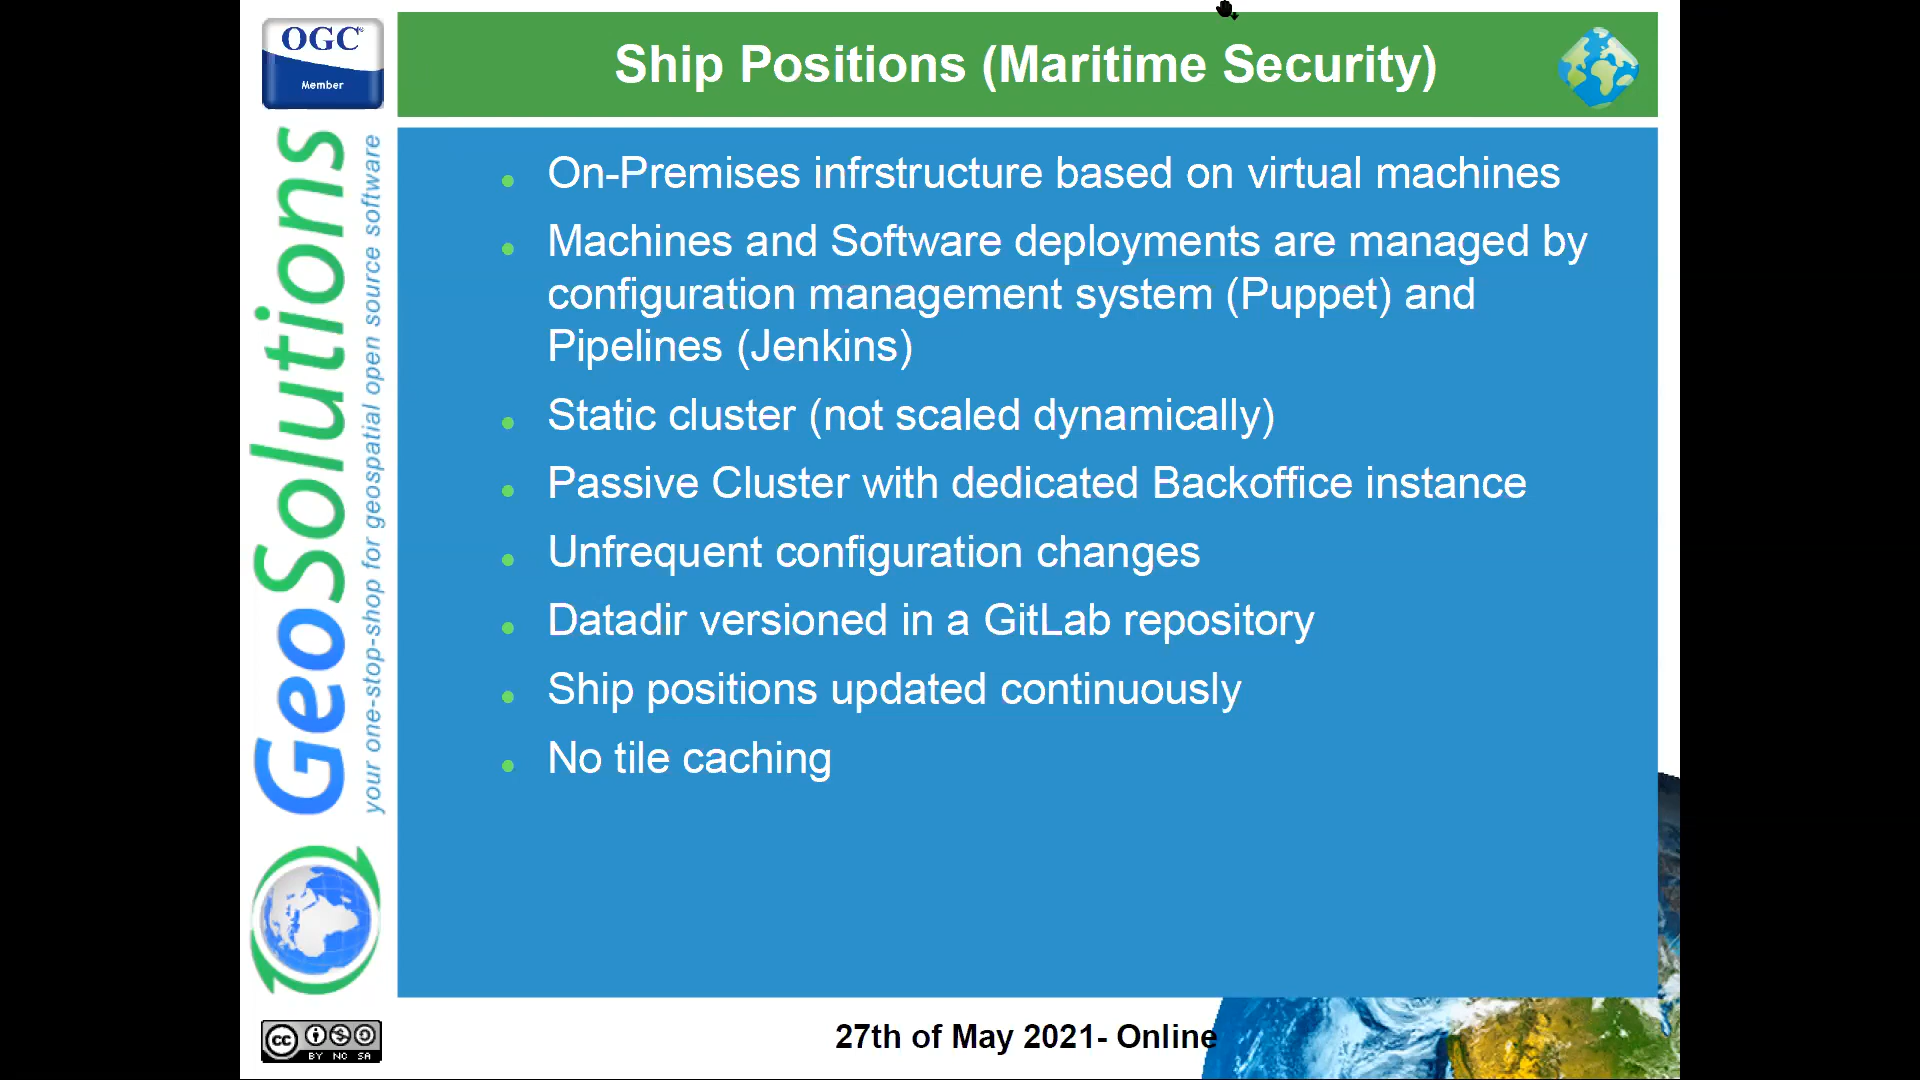 OGC®
Member
Ship Positions (Maritime Security)
GeoSolutions
your one-stop-shop for geospatial open source software
On-Premises infrstructure based on virtual machines
Machines and Software deployments are managed by
configuration management system (Puppet) and
Pipelines (Jenkins)
Static cluster (not scaled dynamically)
Passive Cluster with dedicated Backoffice instance
Unfrequent configuration changes
Datadir versioned in a GitLab repository
Ship positions updated continuously
No tile caching
cc
BY NC SA
27th of May 2021- Online